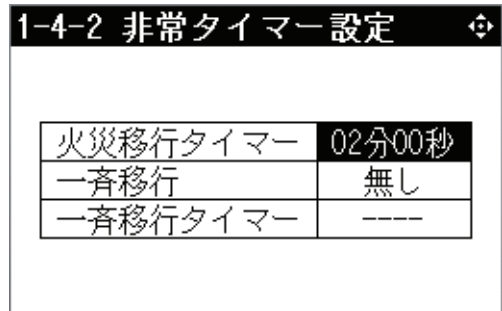 1-4-2 非常タイマー設定
火災移行タイマー 02分00秒
一斉移行 無し
一斉移行タイマー ----